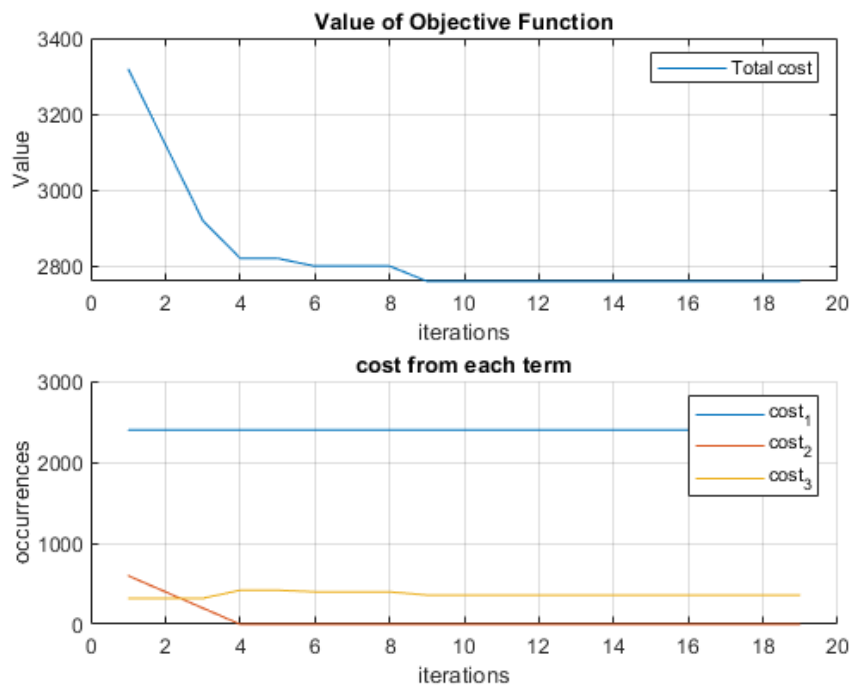 Value of Objective Function
3400
3200
3000
2800
Value
Total cost
0 2 4 6 8 10 12 14 16 18 20
iterations
cost from each term
3000
2000
1000
0
occurrences
cost1
cost2
cost3
0 2 4 6 8 10 12 14 16 18 20
iterations